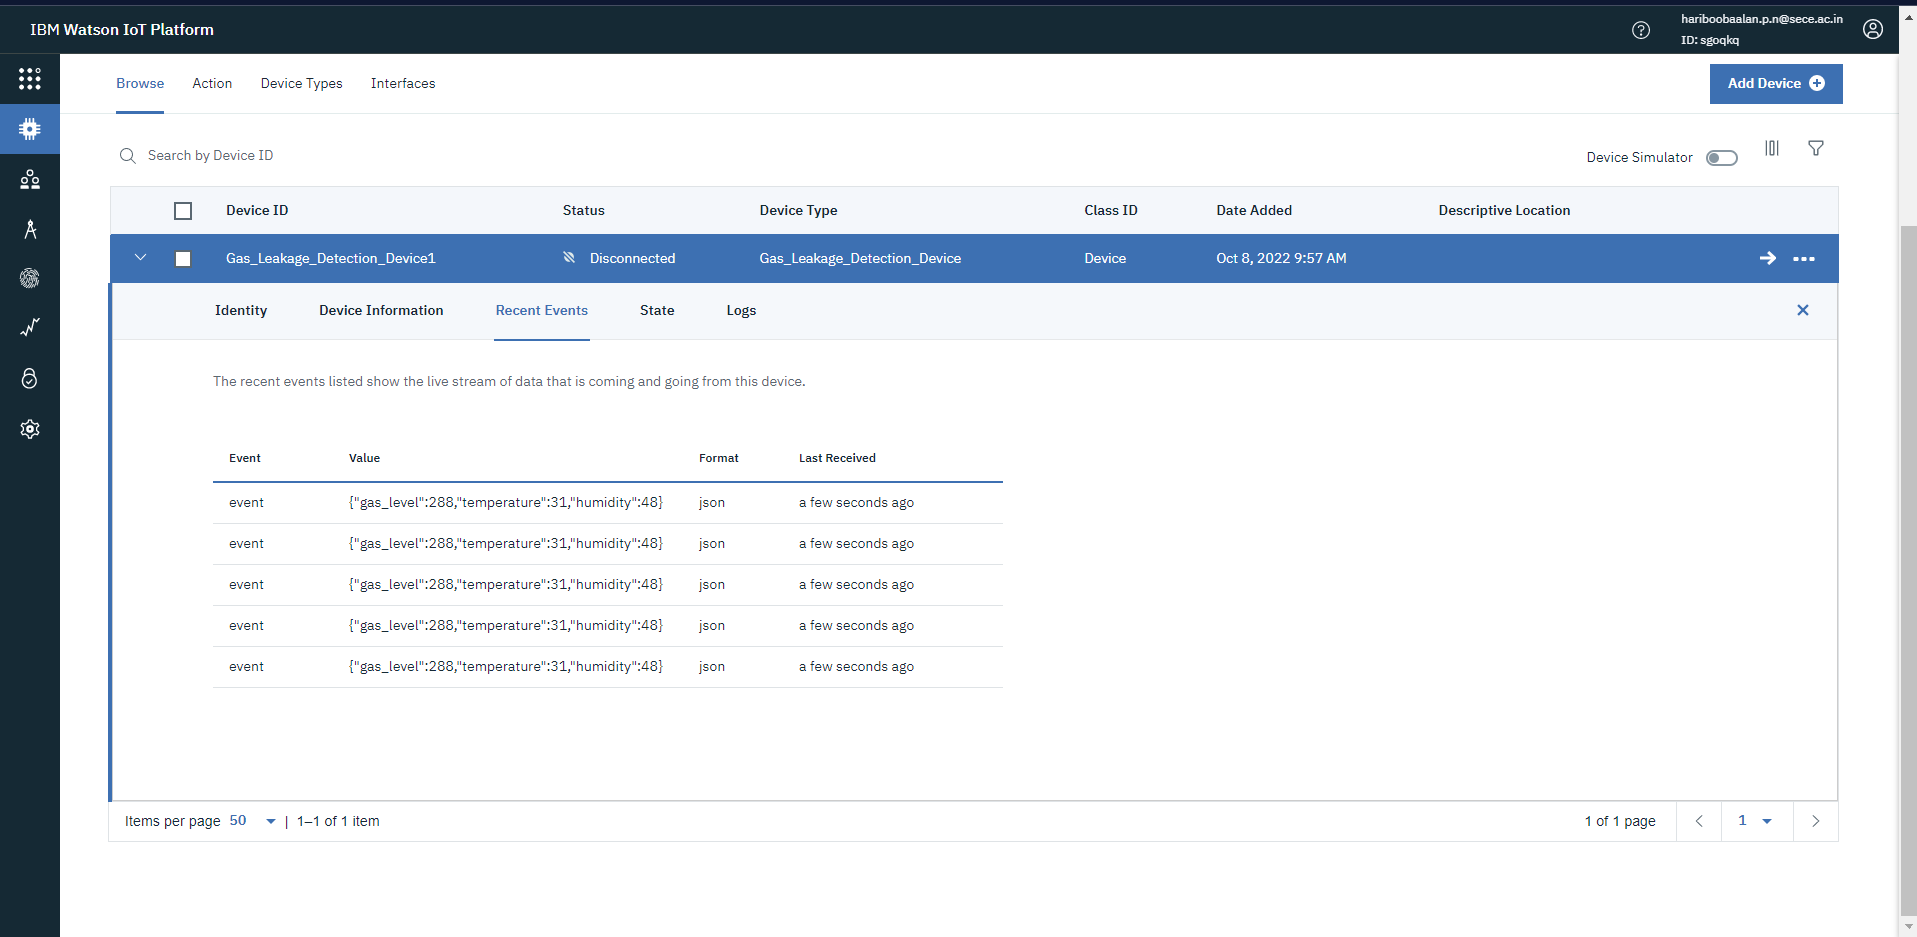 IBM Watson IoT Platform
hariboobaalan.p.n@sece.ac.in
ID: sgoqkq
Browse Action Device Types Interfaces
Add Device
Search by Device ID
Device Simulator
Device ID Status Device Type Class ID Date Added Descriptive Location
Gas_Leakage_Detection_Device1 Disconnected Gas_Leakage_Detection_Device Device Oct 8, 2022 9:57 AM
Identity Device Information Recent Events State Logs
The recent events listed show the live stream of data that is coming and going from this device.
Event Value Format Last Received
event {"gas_level":288,"temperature":31,"humidity":48} json a few seconds ago
event {"gas_level":288,"temperature":31,"humidity":48} json a few seconds ago
event {"gas_level":288,"temperature":31,"humidity":48} json a few seconds ago
event {"gas_level":288,"temperature":31,"humidity":48} json a few seconds ago
event {"gas_level":288,"temperature":31,"humidity":48} json a few seconds ago
Items per page 50 | 1–1 of 1 item 1 of 1 page 1